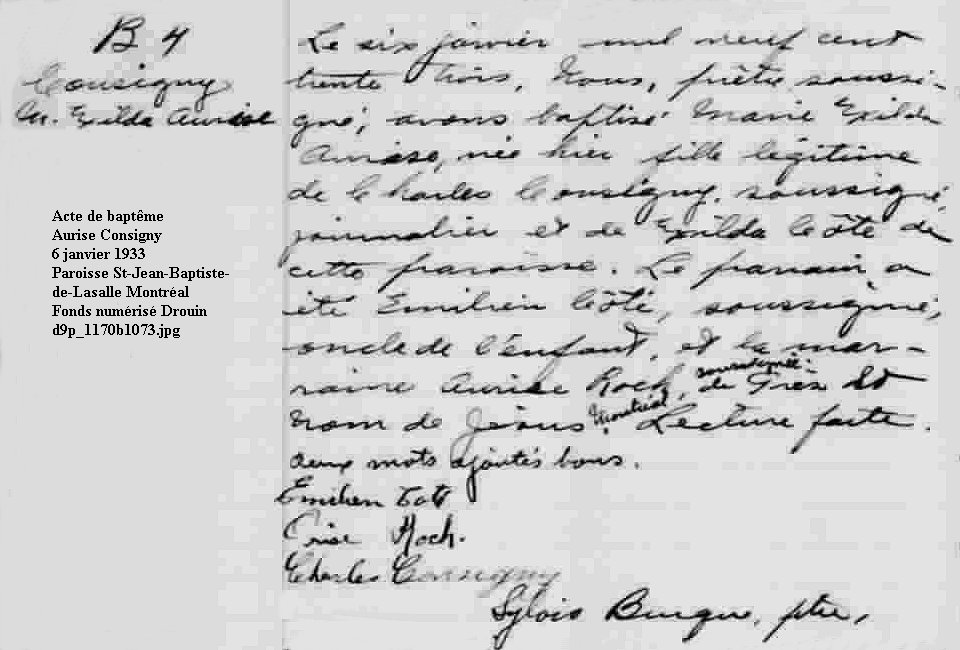 B 4
Consigny
M. Exilda Aurise
Acte de baptême
Aurise Consigny
6 janvier 1933
Paroisse St-Jean-Baptiste-
de-Lasalle Montréal
Fonds numérisé Drouin
d9p_1170b1073.jpg
Le six janvier mil neuf cent
trente trois, Nous, prêtre soussi-
gné, avons baptisé Marie Exilda
Aurise, née hier fille légitime
de Charles Consigny, soussigné,
journalier et de Exilda Côté de
cette paroisse. Le parrain a
été Emilien Côté, soussigné,
oncle de l'enfant, et la mar-
raine Aurise Roch, soussignée de Très St
Nom de Jésus Montréal. Lecture faite.
deux mots ajoutés bons.
Emilien Coté
Roch.
Charles Consigny
Sylvio Burque, ptre,